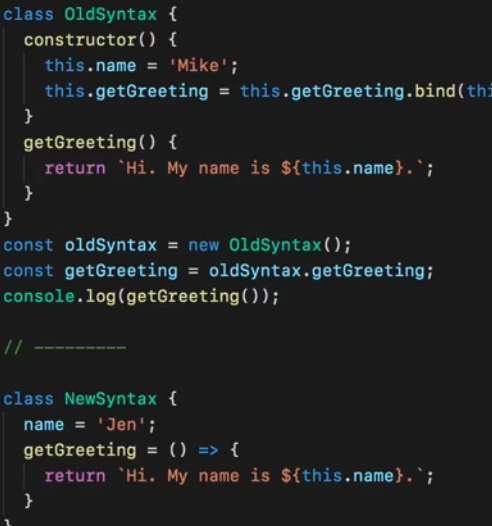 class OldSyntax {
  constructor() {
    this.name = 'Mike';
    this.getGreeting = this.getGreeting.bind(thi
  }
  getGreeting() {
    return `Hi. My name is ${this.name}.`;
  }
}
const oldSyntax = new OldSyntax();
const getGreeting = oldSyntax.getGreeting;
console.log(getGreeting());

// ---------

class NewSyntax {
  name = 'Jen';
  getGreeting = () => {
    return `Hi. My name is ${this.name}.`;
  }
}